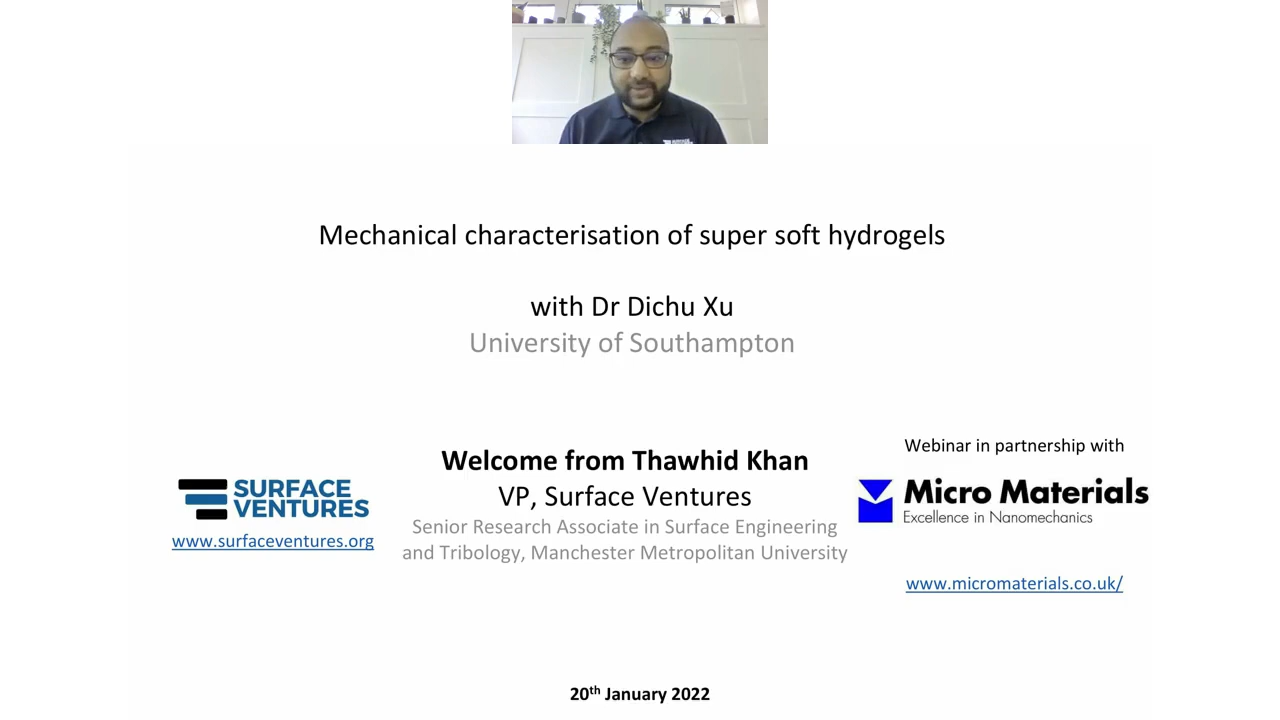 SURFACE
Mechanical characterisation of super soft hydrogels
with Dr Dichu Xu
University of Southampton
Welcome from Thawhid Khan
VP, Surface Ventures
Senior Research Associate in Surface Engineering
and Tribology, Manchester Metropolitan University
SURFACE
VENTURES
www.surfaceventures.org
Webinar in partnership with
Micro Materials
Excellence in Nanomechanics
www.micromaterials.co.uk/
20th January 2022